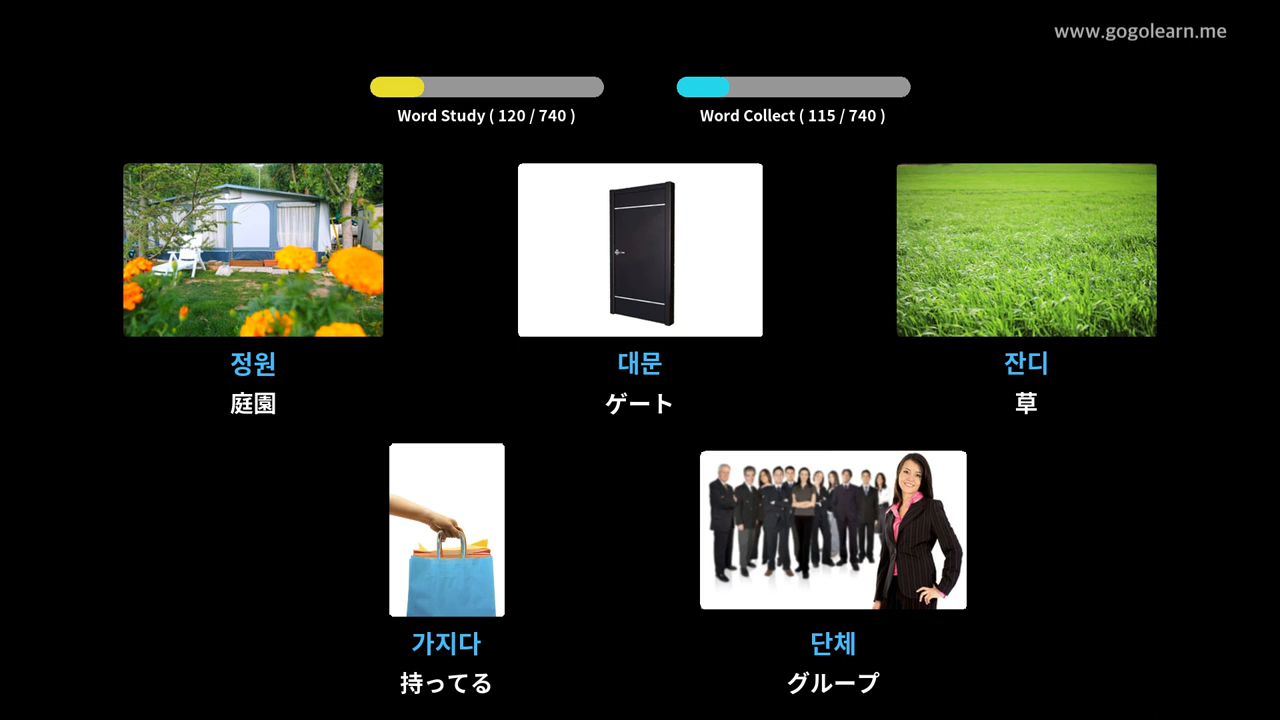 www.gogolearn.me
Word Study ( 120 / 740 )
Word Collect ( 115 / 740 )
정원
대문
잔디
庭園
ゲート
草
가지다
단체
持ってる
グループ